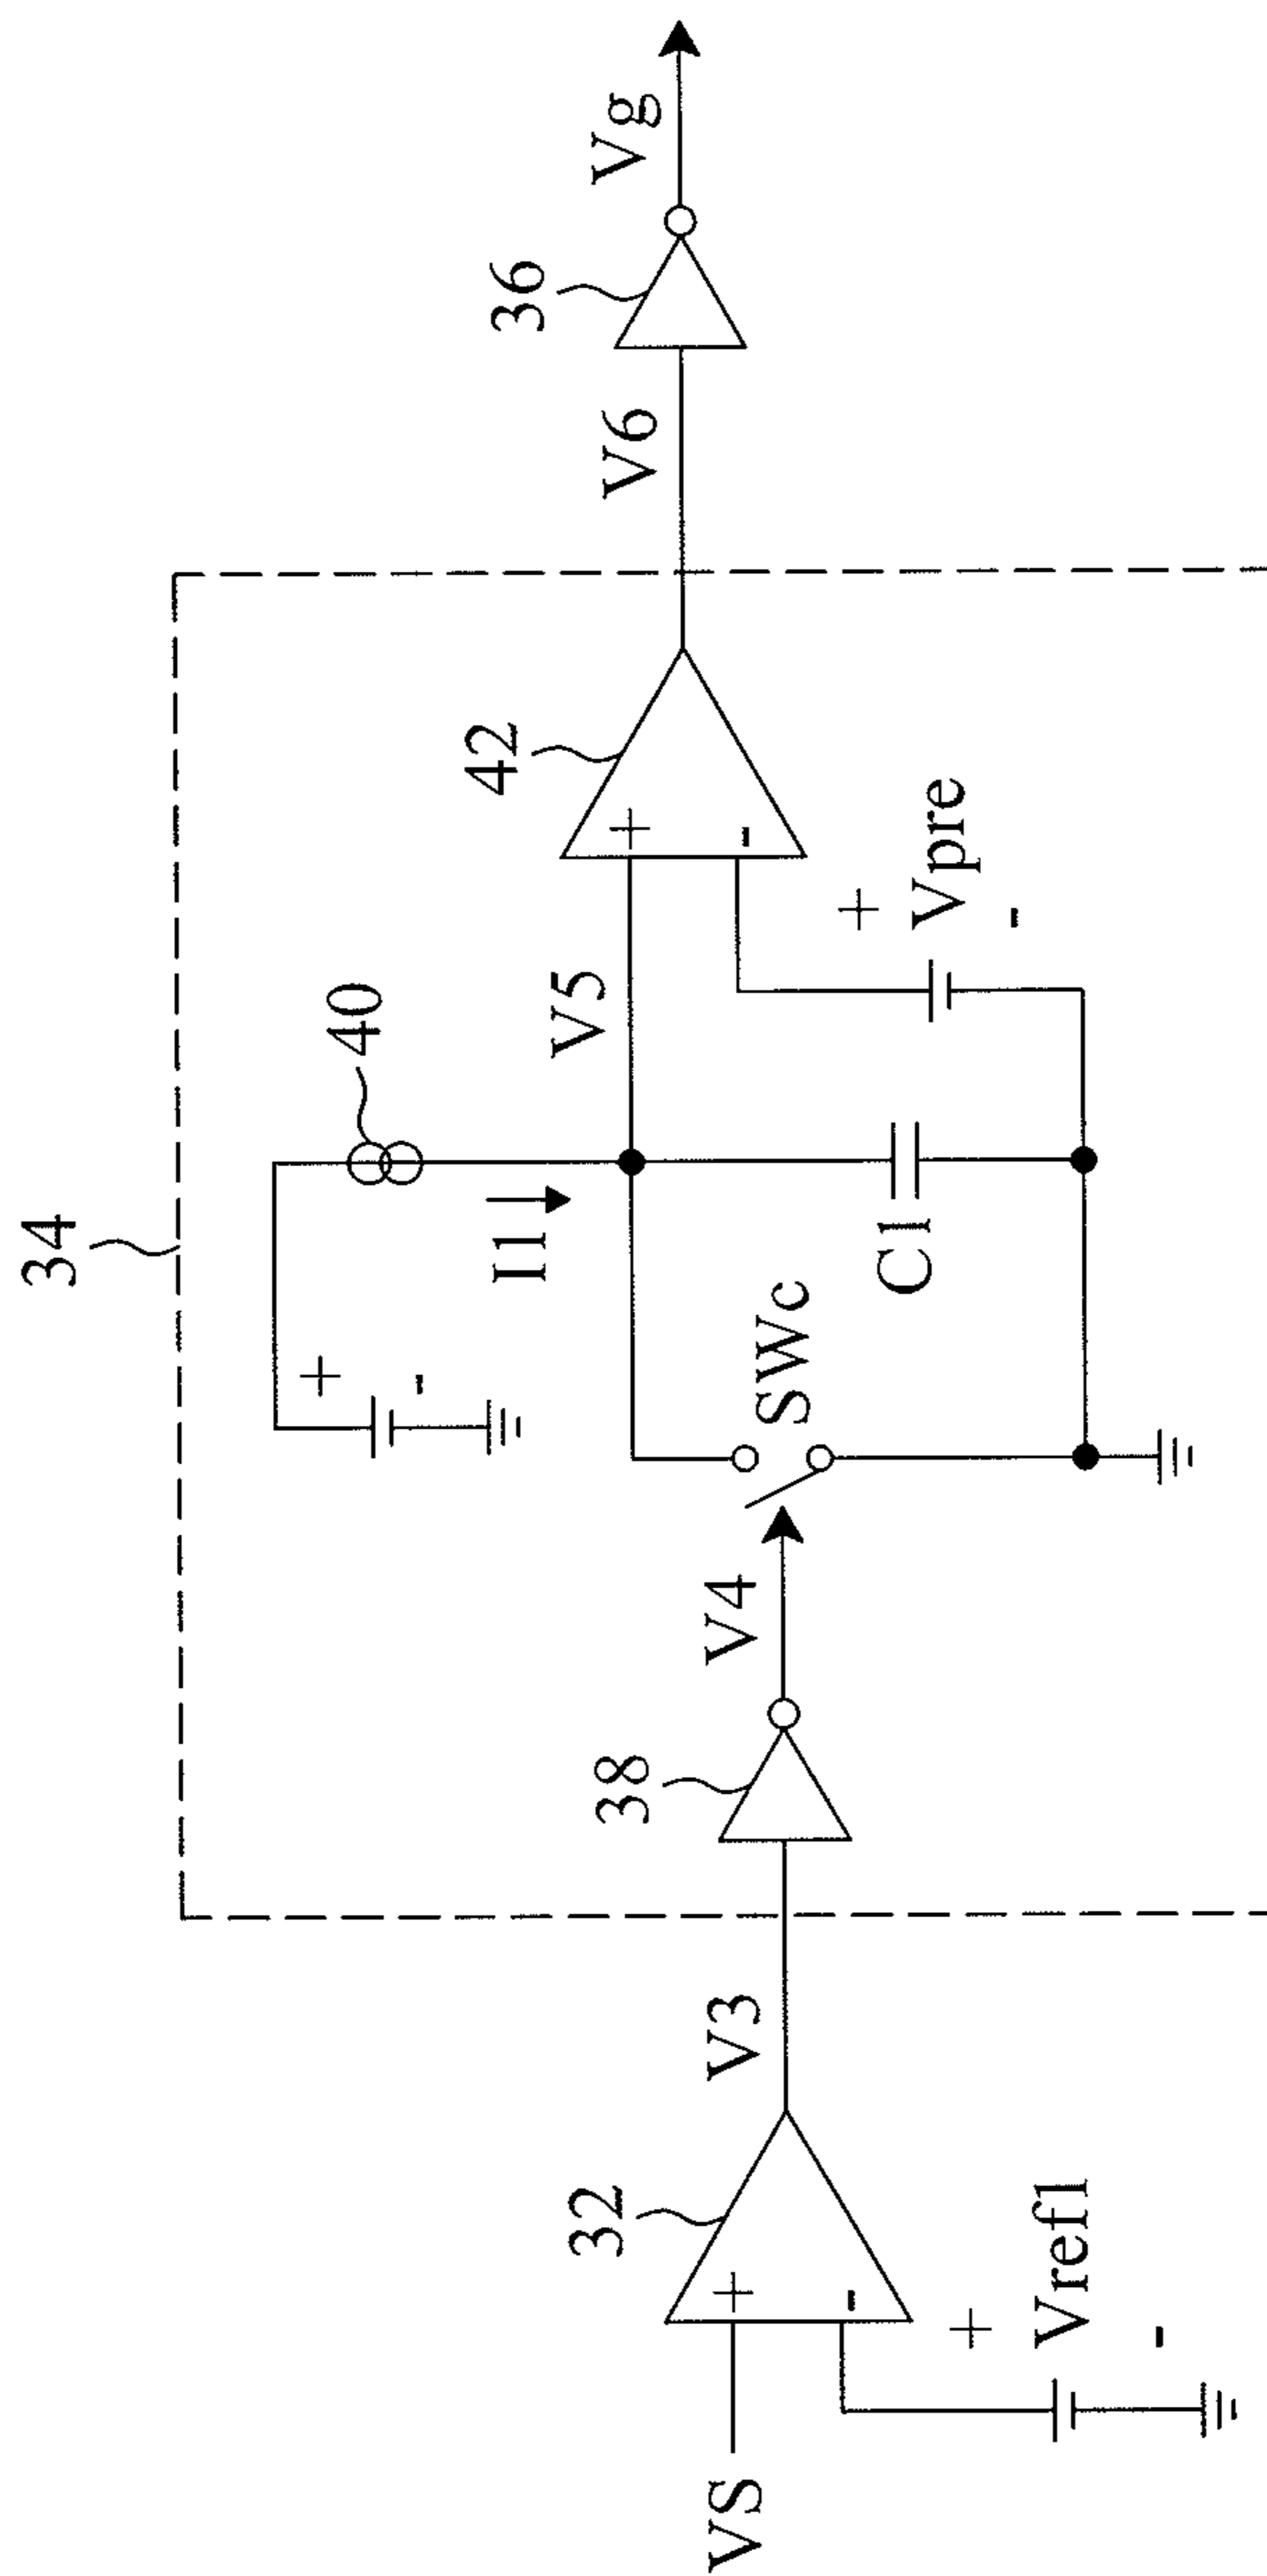 34
40
I1
+
-
V5
42
+
-
V6
36
Vg
C1
+
Vpre
-
SWc
V4
38
V3
32
+
-
VS
+
Vref1
-